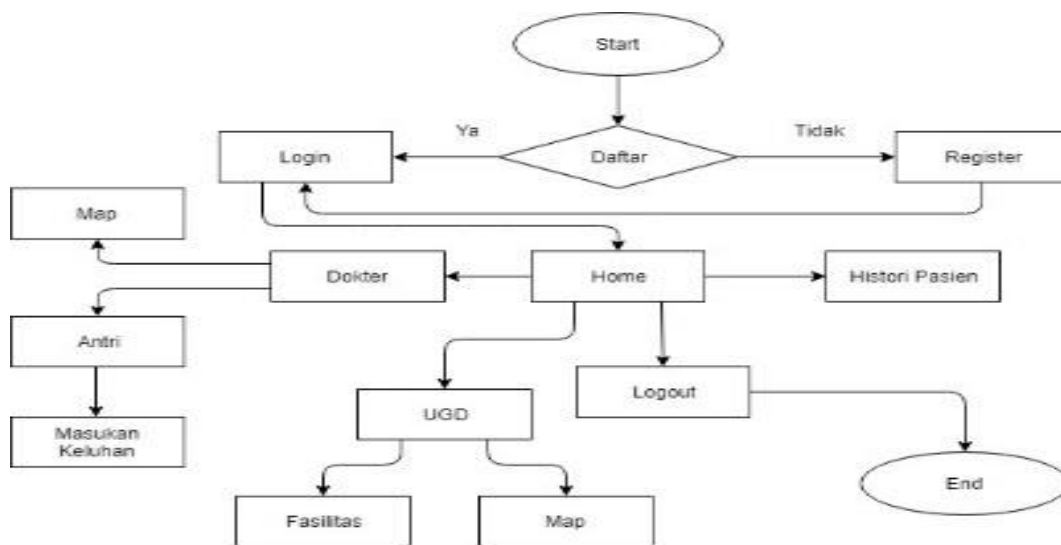 Start
Ya
Tidak
Login
Daftar
Register
Map
Dokter
Home
Histori Pasien
Antri
Logout
UGD
Masukan
Keluhan
End
Fasilitas
Map